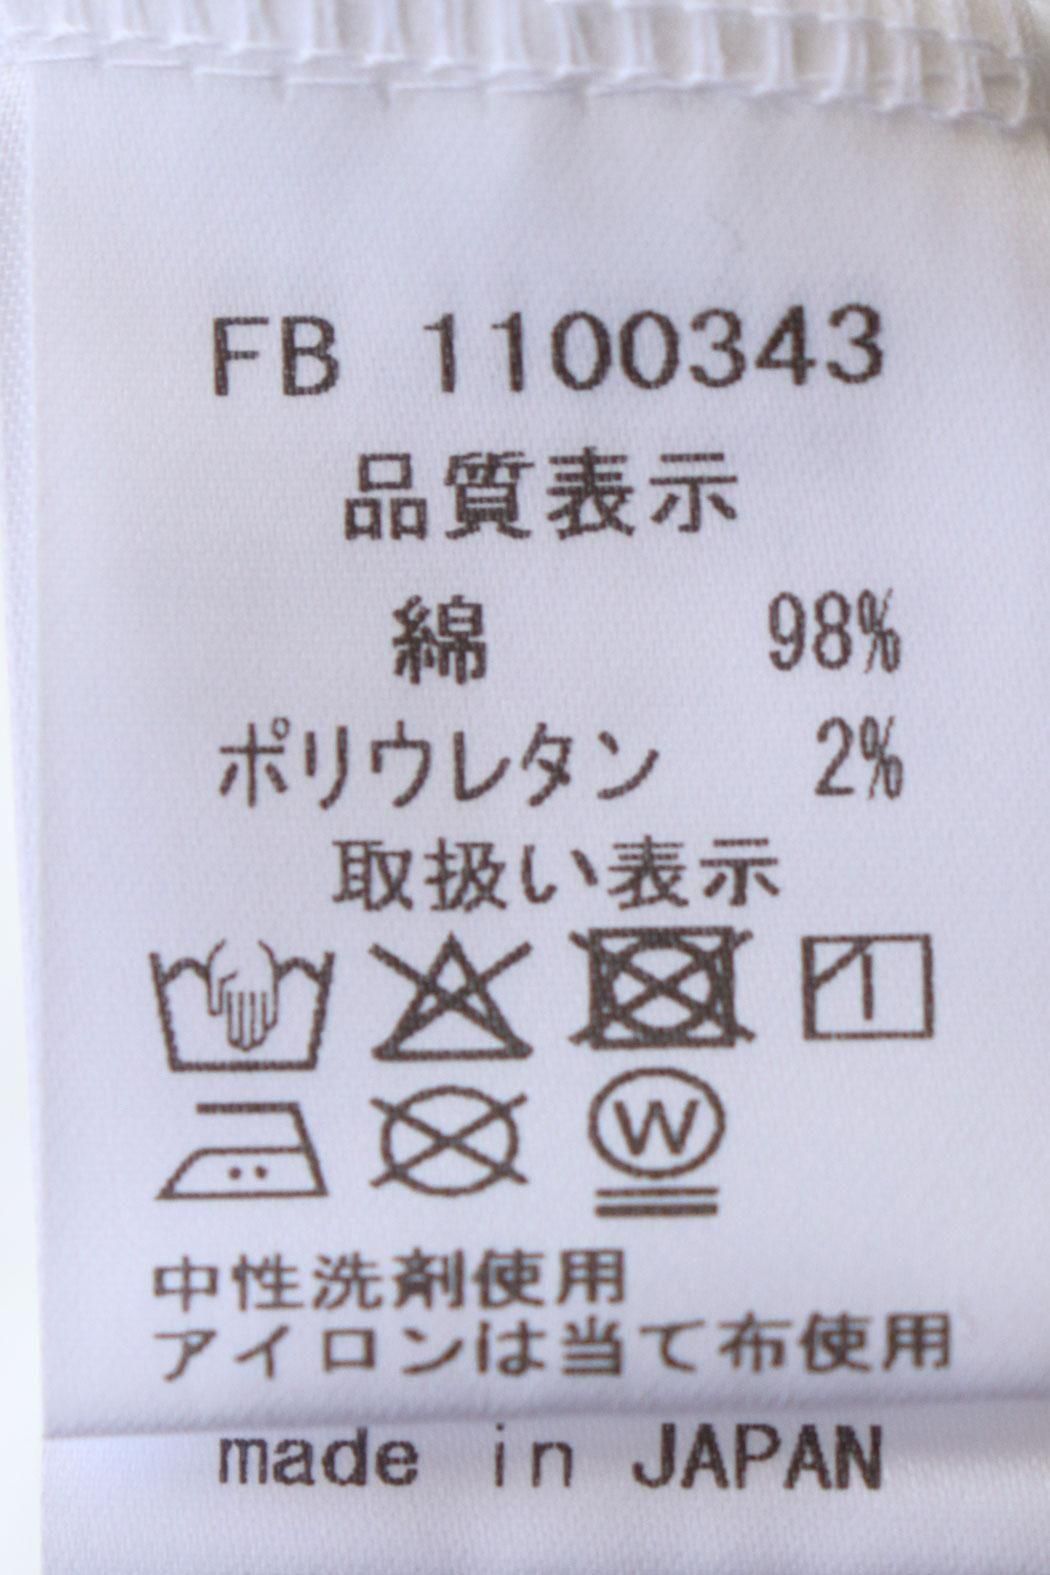 FB 1100343
品質表示
綿 98%
ポリウレタン 2%
取扱い表示
W
中性洗剤使用
アイロンは当て布使用
made in JAPAN